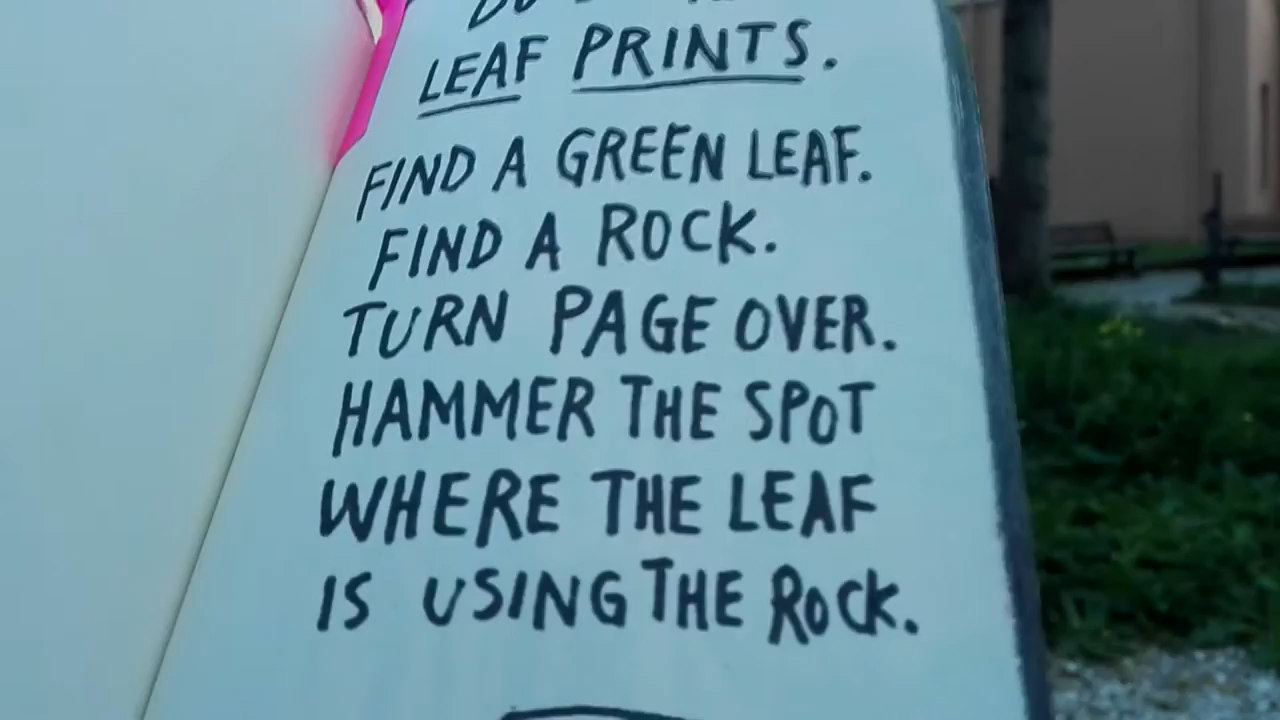 LEAF PRINTS.
FIND A GREEN LEAF.
FIND A ROCK.
TURN PAGE OVER.
HAMMER THE SPOT
WHERE THE LEAF
IS USING THE ROCK.